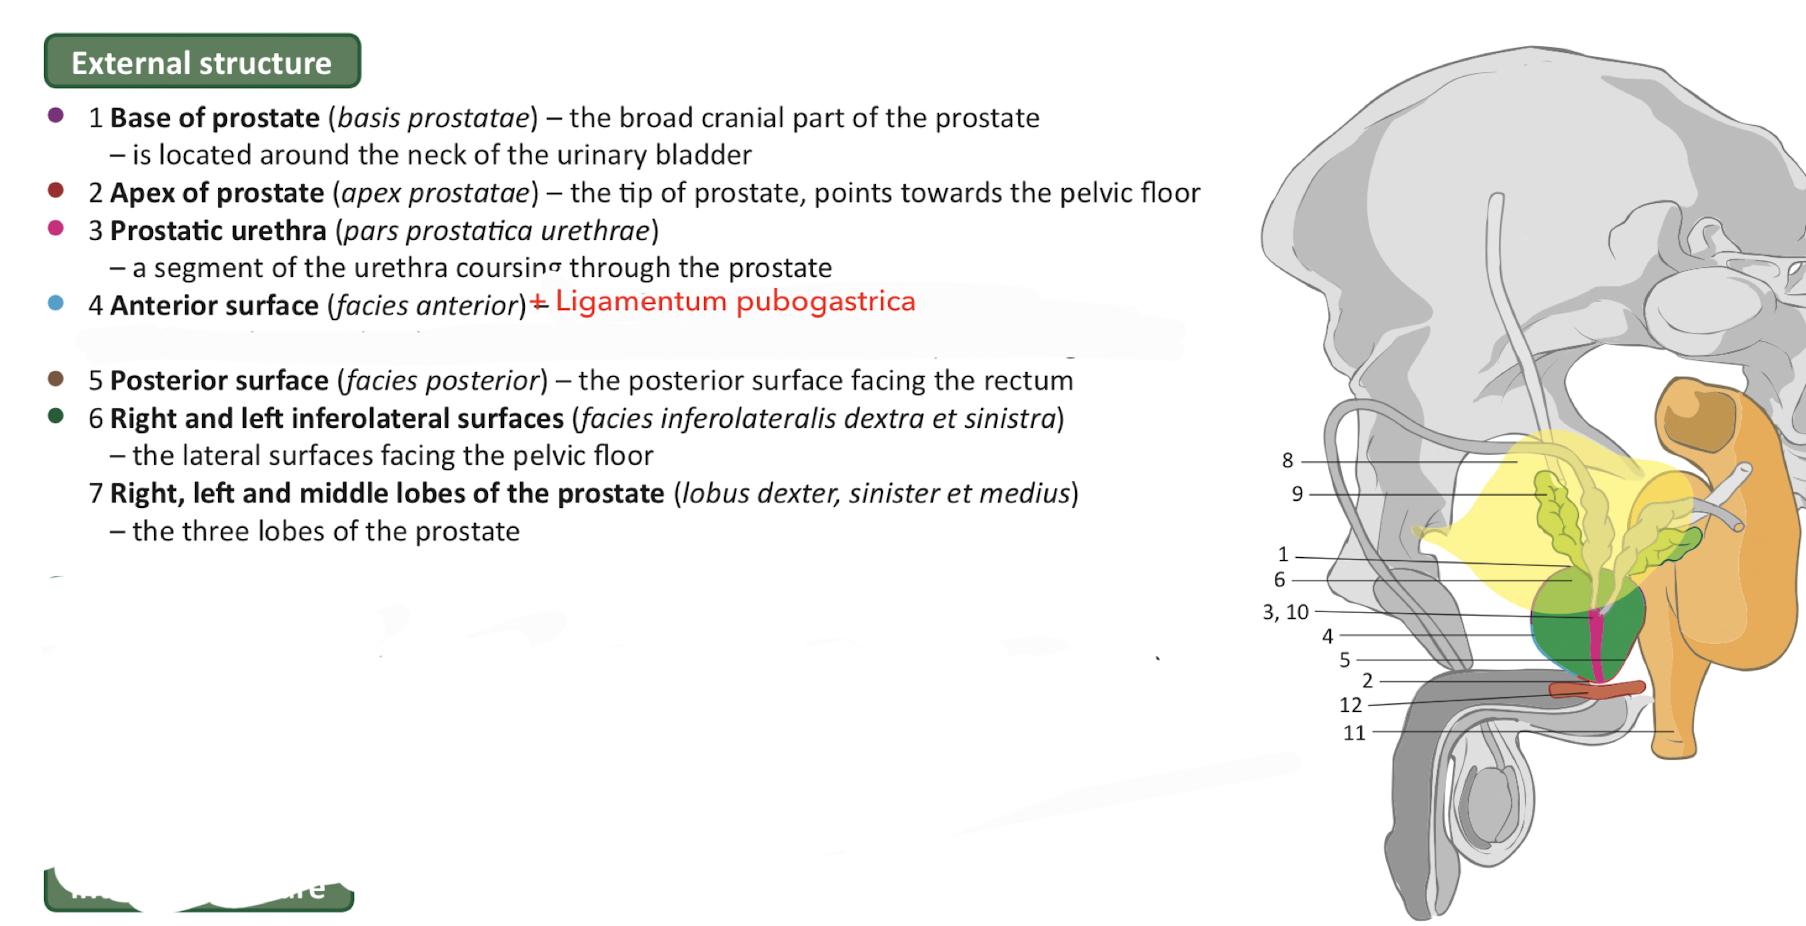 External structure
1 Base of prostate (basis prostatae) – the broad cranial part of the prostate
– is located around the neck of the urinary bladder
2 Apex of prostate (apex prostatae) – the tip of prostate, points towards the pelvic floor
3 Prostatic urethra (pars prostatica urethrae)
– a segment of the urethra coursing through the prostate
4 Anterior surface (facies anterior) + Ligamentum pubogastrica
5 Posterior surface (facies posterior) – the posterior surface facing the rectum
6 Right and left inferolateral surfaces (facies inferolateralis dextra et sinistra)
– the lateral surfaces facing the pelvic floor
7 Right, left and middle lobes of the prostate (lobus dexter, sinister et medius)
– the three lobes of the prostate
8
9
1
6
3, 10
4
5
2
12
11